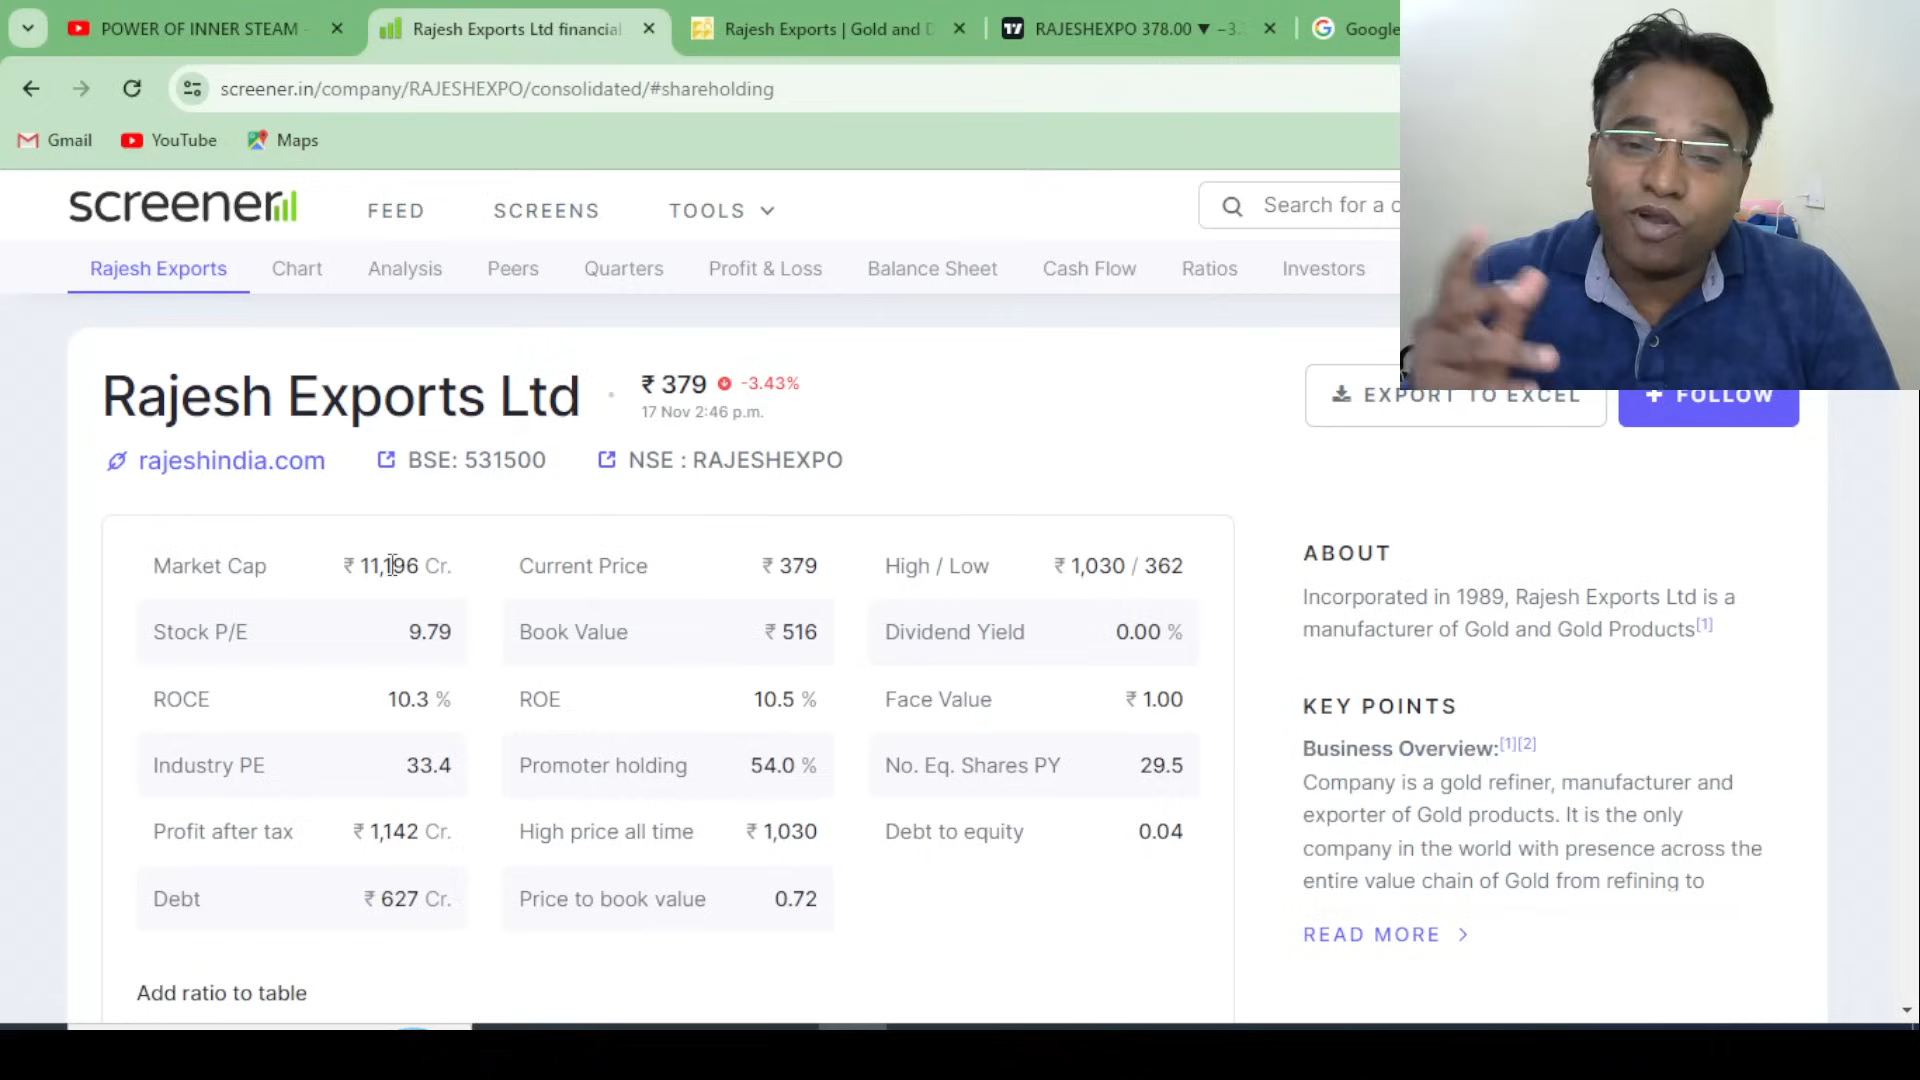 POWER OF INNER STEAM
Rajesh Exports Ltd financial
Rajesh Exports | Gold and D
RAJESHEXPO 378.00 ▼ −3.
Google
screener.in/company/RAJESHEXPO/consolidated/#shareholding
Gmail
YouTube
Maps
screener
FEED
SCREENS
TOOLS
Search for a c
Rajesh Exports
Chart
Analysis
Peers
Quarters
Profit & Loss
Balance Sheet
Cash Flow
Ratios
Investors
Rajesh Exports Ltd
₹ 379 -3.43%
17 Nov 2:46 p.m.
EXPORT TO EXCEL
+ FOLLOW
rajeshindia.com
BSE: 531500
NSE : RAJESHEXPO
Market Cap ₹ 11,196 Cr.
Current Price ₹ 379
High / Low ₹ 1,030 / 362
Stock P/E 9.79
Book Value ₹ 516
Dividend Yield 0.00 %
ROCE 10.3 %
ROE 10.5 %
Face Value ₹ 1.00
Industry PE 33.4
Promoter holding 54.0 %
No. Eq. Shares PY 29.5
Profit after tax ₹ 1,142 Cr.
High price all time ₹ 1,030
Debt to equity 0.04
Debt ₹ 627 Cr.
Price to book value 0.72
Add ratio to table
ABOUT
Incorporated in 1989, Rajesh Exports Ltd is a
manufacturer of Gold and Gold Products[1]
KEY POINTS
Business Overview:[1][2]
Company is a gold refiner, manufacturer and
exporter of Gold products. It is the only
company in the world with presence across the
entire value chain of Gold from refining to
READ MORE